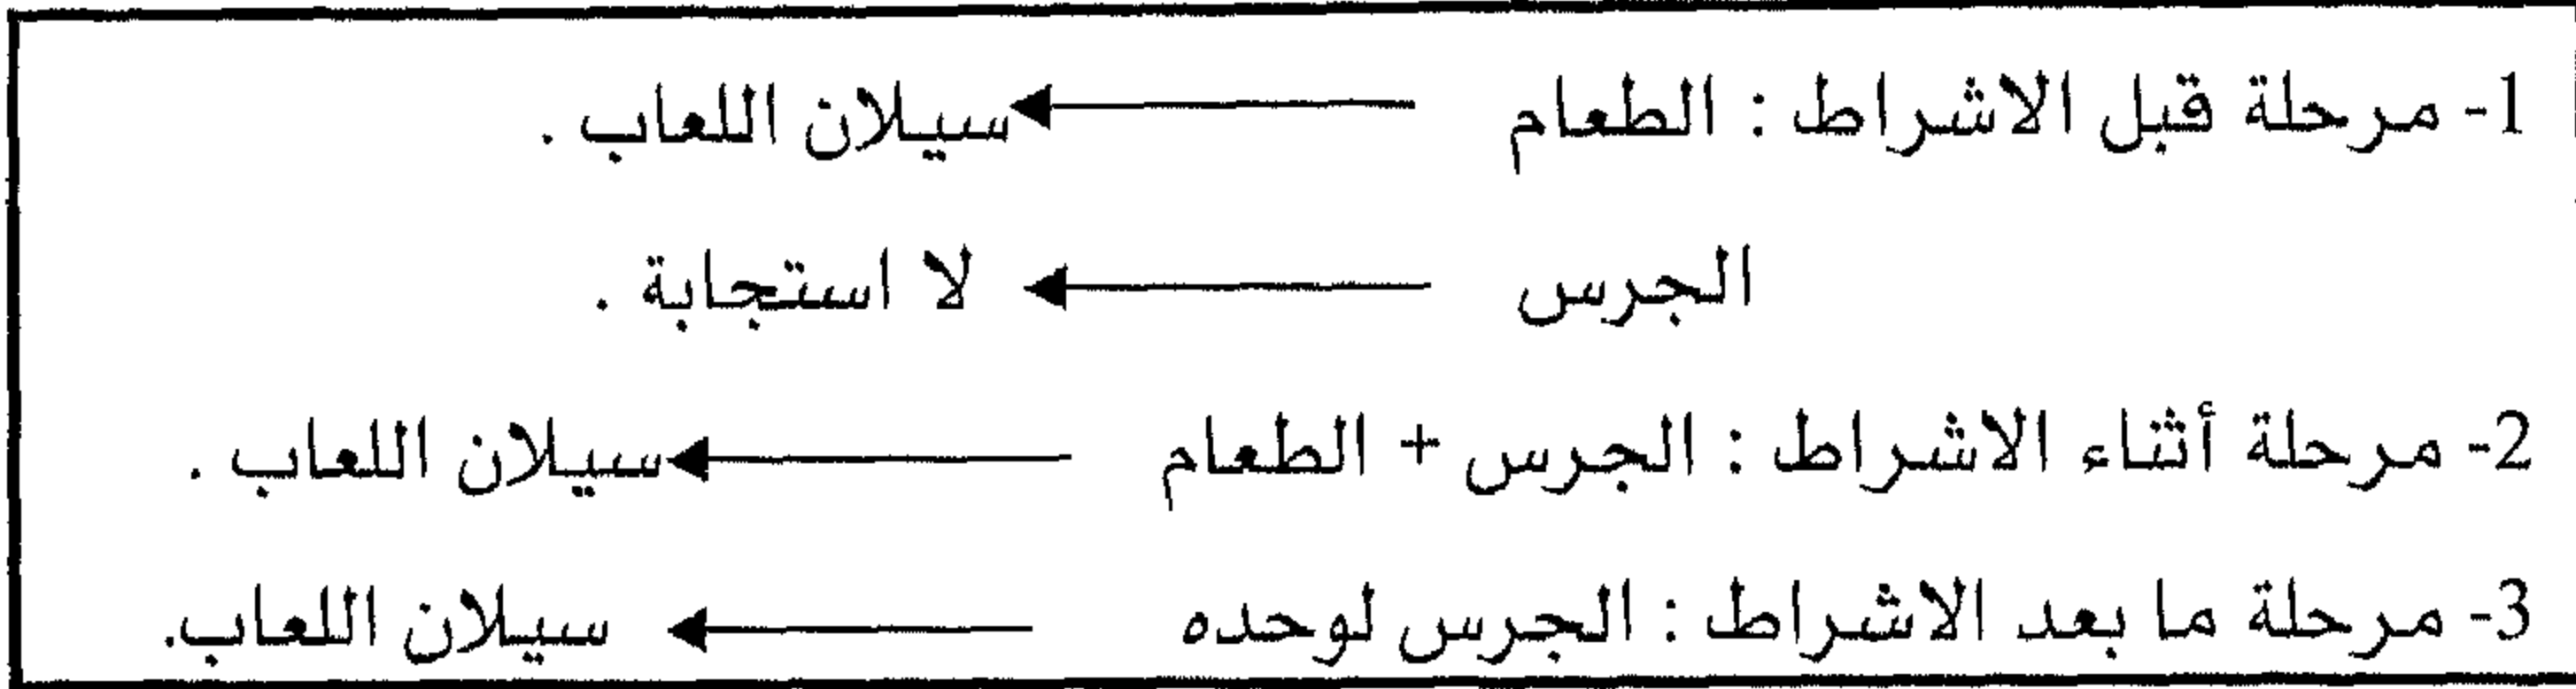 1- مرحلة قبل الاشراط : الطعام ← سيلان اللعاب .
الجرس ← لا استجابة .
2- مرحلة أثناء الاشراط : الجرس + الطعام ← سيلان اللعاب .
3- مرحلة ما بعد الاشراط : الجرس لوحده ← سيلان اللعاب.